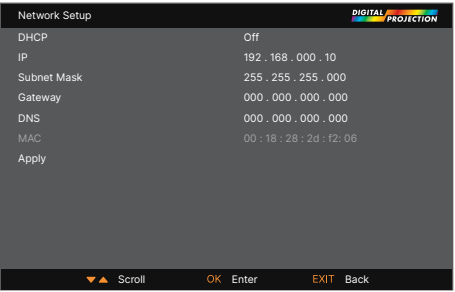 Network Setup
DIGITAL PROJECTION
DHCP Off
IP 192 . 168 . 000 . 10
Subnet Mask 255 . 255 . 255 . 000
Gateway 000 . 000 . 000 . 000
DNS 000 . 000 . 000 . 000
MAC 00 : 18 : 28 : 2d : f2: 06
Apply
Scroll OK Enter EXIT Back